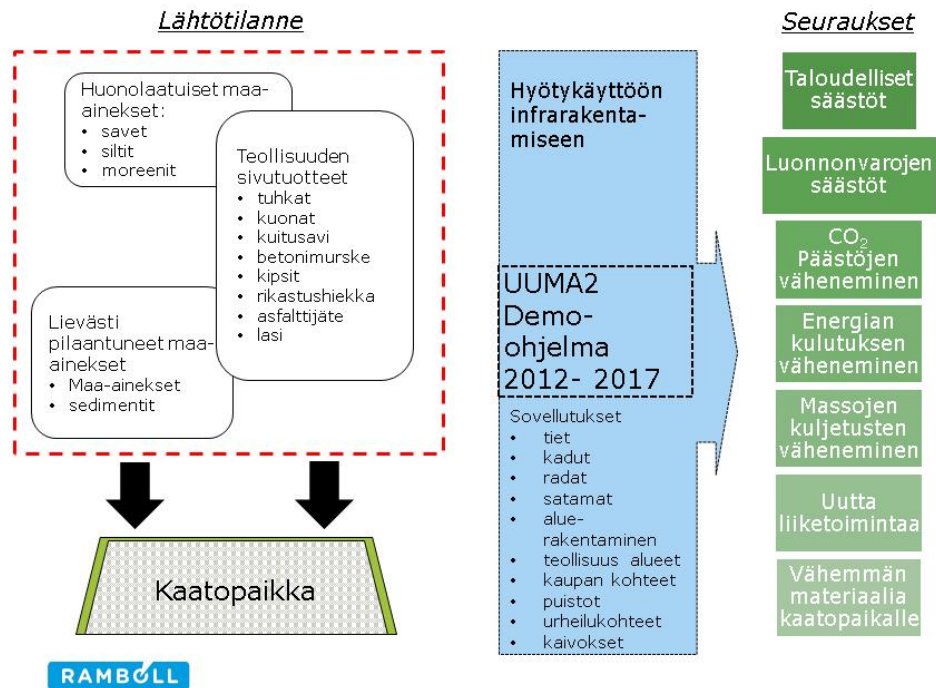 Lähtötilanne
Huonolaatuiset maa-
ainekset:
• savet
• siltit
• moreenit
Teollisuuden
sivutuotteet
• tuhkat
• kuonat
• kuitusavi
• betonimurske
• kipsit
• rikastushiekka
• asfalttijäte
• lasi
Lievästi
pilaantuneet maa-
ainekset
• Maa-ainekset
• sedimentit
Kaatopaikka
RAMBOLL
Hyötykäyttöön
infrarakenta-
miseen
UUMA2
Demo-
ohjelma
2012- 2017
Sovellutukset
• tiet
• kadut
• radat
• satamat
• alue-
rakentaminen
• teollisuus alueet
• kaupan kohteet
• puistot
• urheilukohteet
• kaivokset
Seuraukset
Taloudelliset
säästöt
Luonnonvarojen
säästöt
CO₂
Päästöjen
väheneminen
Energian
kulutuksen
väheneminen
Massojen
kuljetusten
väheneminen
Uutta
liiketoimintaa
Vähemmän
materiaalia
kaatopaikalle